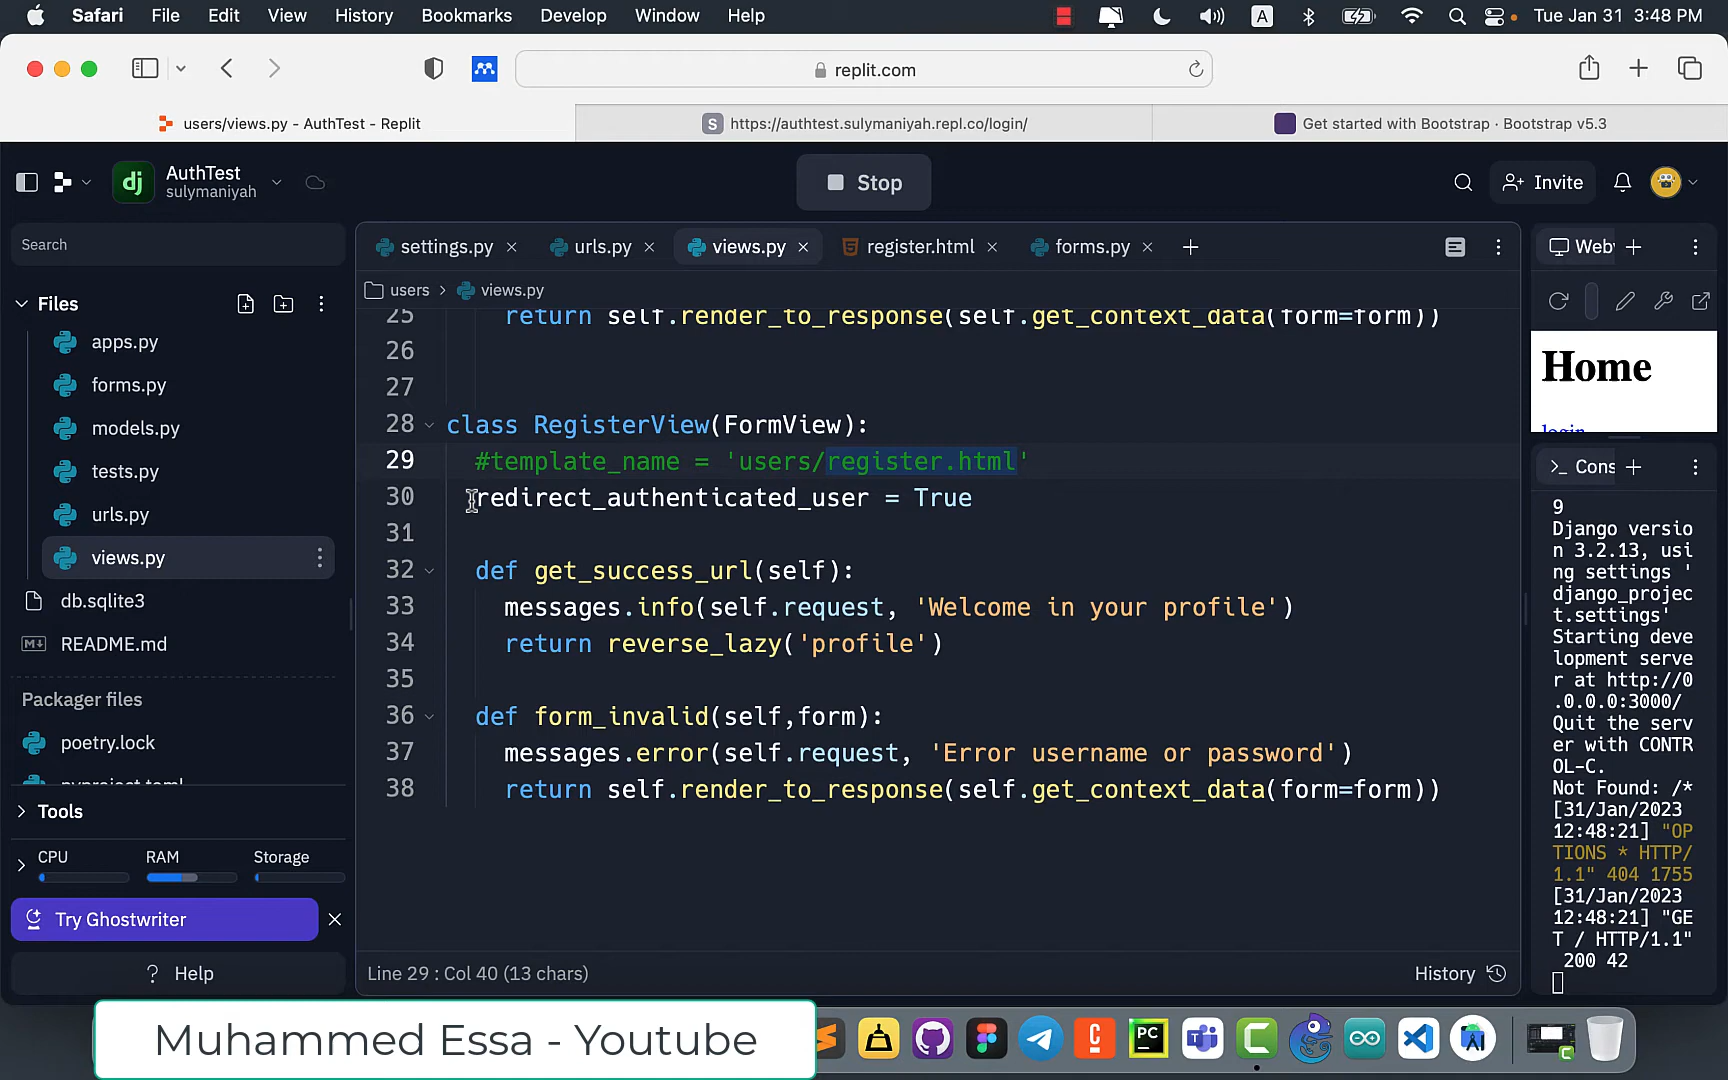 Safari File Edit View History Bookmarks Develop Window Help A Tue Jan 31 3:48 PM
replit.com
users/views.py - AuthTest - Replit
S https://authtest.sulymaniyah.repl.co/login/
Get started with Bootstrap · Bootstrap v5.3
dj AuthTest
sulymaniyah
Stop
Invite
Search
settings.py × urls.py × views.py × register.html × forms.py × +
Web +
Files
users > views.py
apps.py
forms.py
models.py
tests.py
urls.py
views.py
db.sqlite3
README.md
Packager files
poetry.lock
pyproject.toml
Tools
CPU RAM Storage
Try Ghostwriter ×
? Help
25 return self.render_to_response(self.get_context_data(form=form))
26
27
28 class RegisterView(FormView):
29 #template_name = 'users/register.html'
30 redirect_authenticated_user = True
31
32 def get_success_url(self):
33 messages.info(self.request, 'Welcome in your profile')
34 return reverse_lazy('profile')
35
36 def form_invalid(self,form):
37 messages.error(self.request, 'Error username or password')
38 return self.render_to_response(self.get_context_data(form=form))
Line 29 : Col 40 (13 chars)
History
Home
login
>_ Cons +
9
Django versio
n 3.2.13, usi
ng settings '
django_projec
t.settings'
Starting deve
lopment serve
r at http://0
.0.0.0:3000/
Quit the serv
er with CONTR
OL-C.
Not Found: /*
[31/Jan/2023
12:48:21] "OP
TIONS * HTTP/
1.1" 404 1755
[31/Jan/2023
12:48:21] "GE
T / HTTP/1.1"
200 42
Muhammed Essa - Youtube
PC